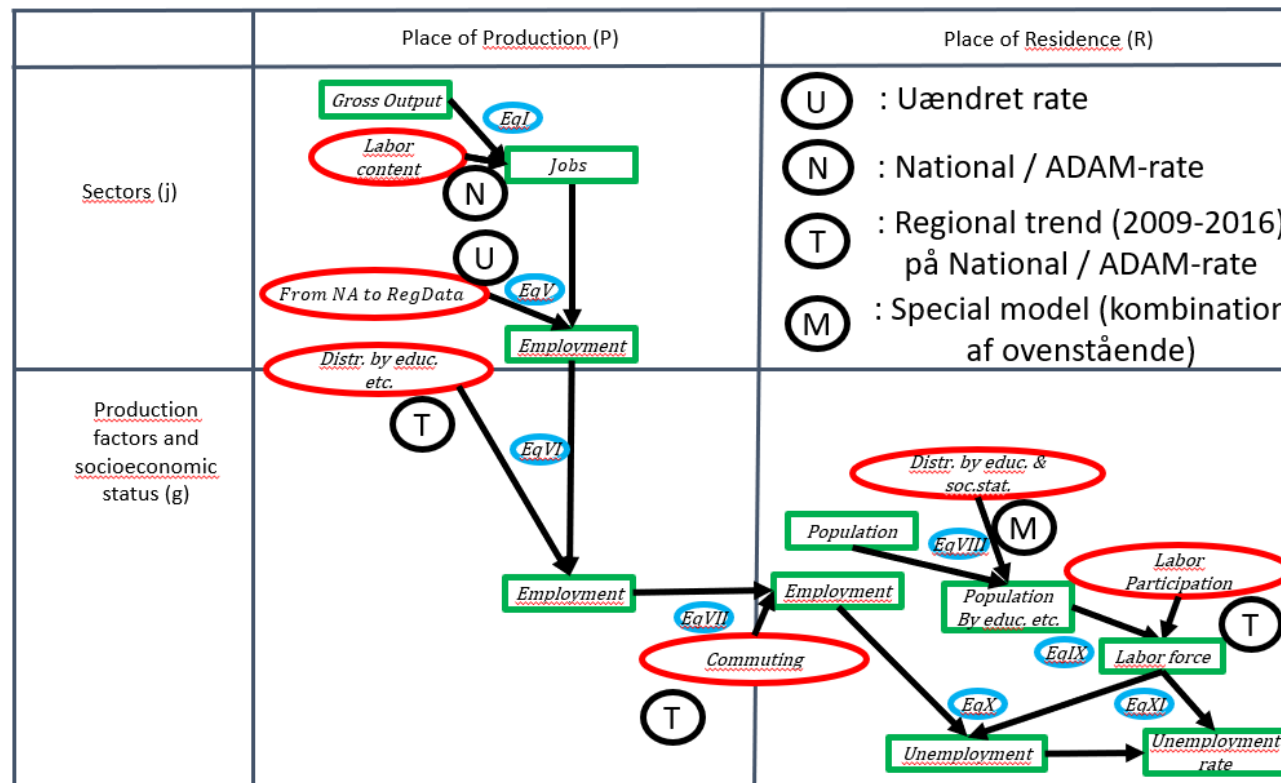 Place of Production (P)
Place of Residence (R)
Sectors (j)
Gross Output
EqI
Labor
content
N
Jobs
U
From NA to RegData
EqV
Employment
U
: Uændret rate
N
: National / ADAM-rate
T
: Regional trend (2009-2016)
på National / ADAM-rate
M
: Special model (kombination
af ovenstående)
Production
factors and
socioeconomic
status (g)
Distr. by educ.
etc.
T
EqVI
Employment
EqVII
Commuting
T
Distr. by educ. &
soc.stat.
M
Population
EqVIII
Employment
Population
By educ. etc.
Labor
Participation
T
EqIX
Labor force
EqX
EqXI
Unemployment
Unemployment
rate